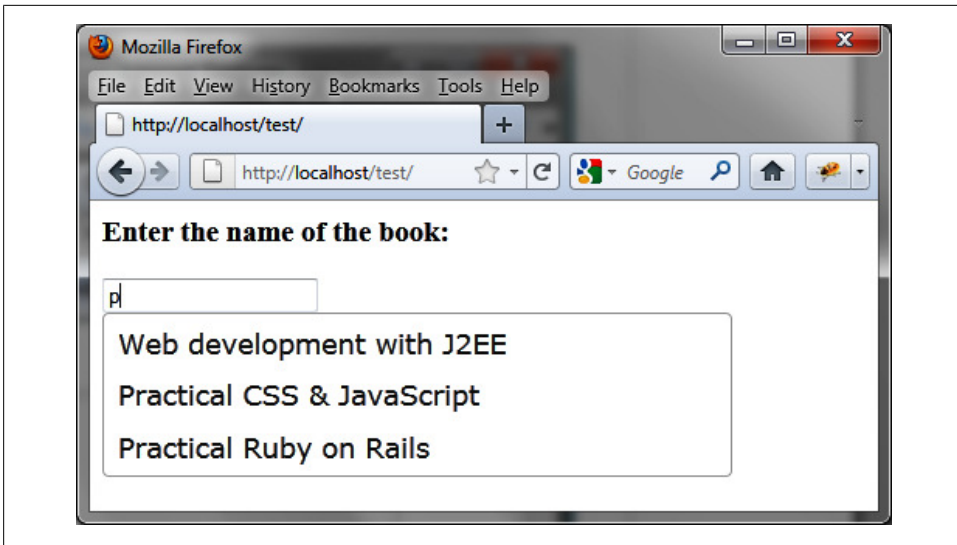 Mozilla Firefox
File Edit View History Bookmarks Tools Help
http://localhost/test/
http://localhost/test/ Google
Enter the name of the book:
p
Web development with J2EE
Practical CSS & JavaScript
Practical Ruby on Rails